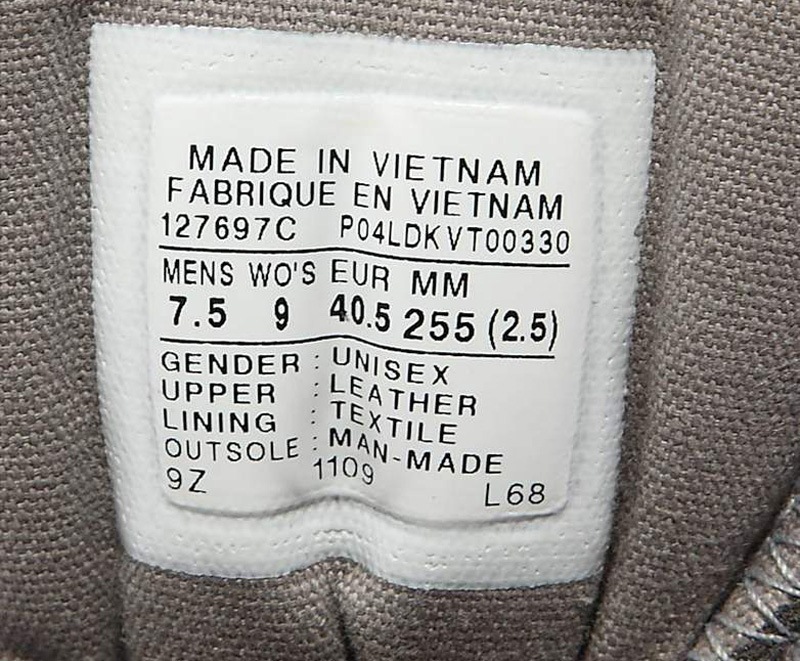 MADE IN VIETNAM
FABRIQUE EN VIETNAM
127697C P04LDKVT00330
MENS WO'S EUR MM
7.5 9 40.5 255 (2.5)
GENDER : UNISEX
UPPER : LEATHER
LINING : TEXTILE
OUTSOLE : MAN-MADE
9Z 1109 L68